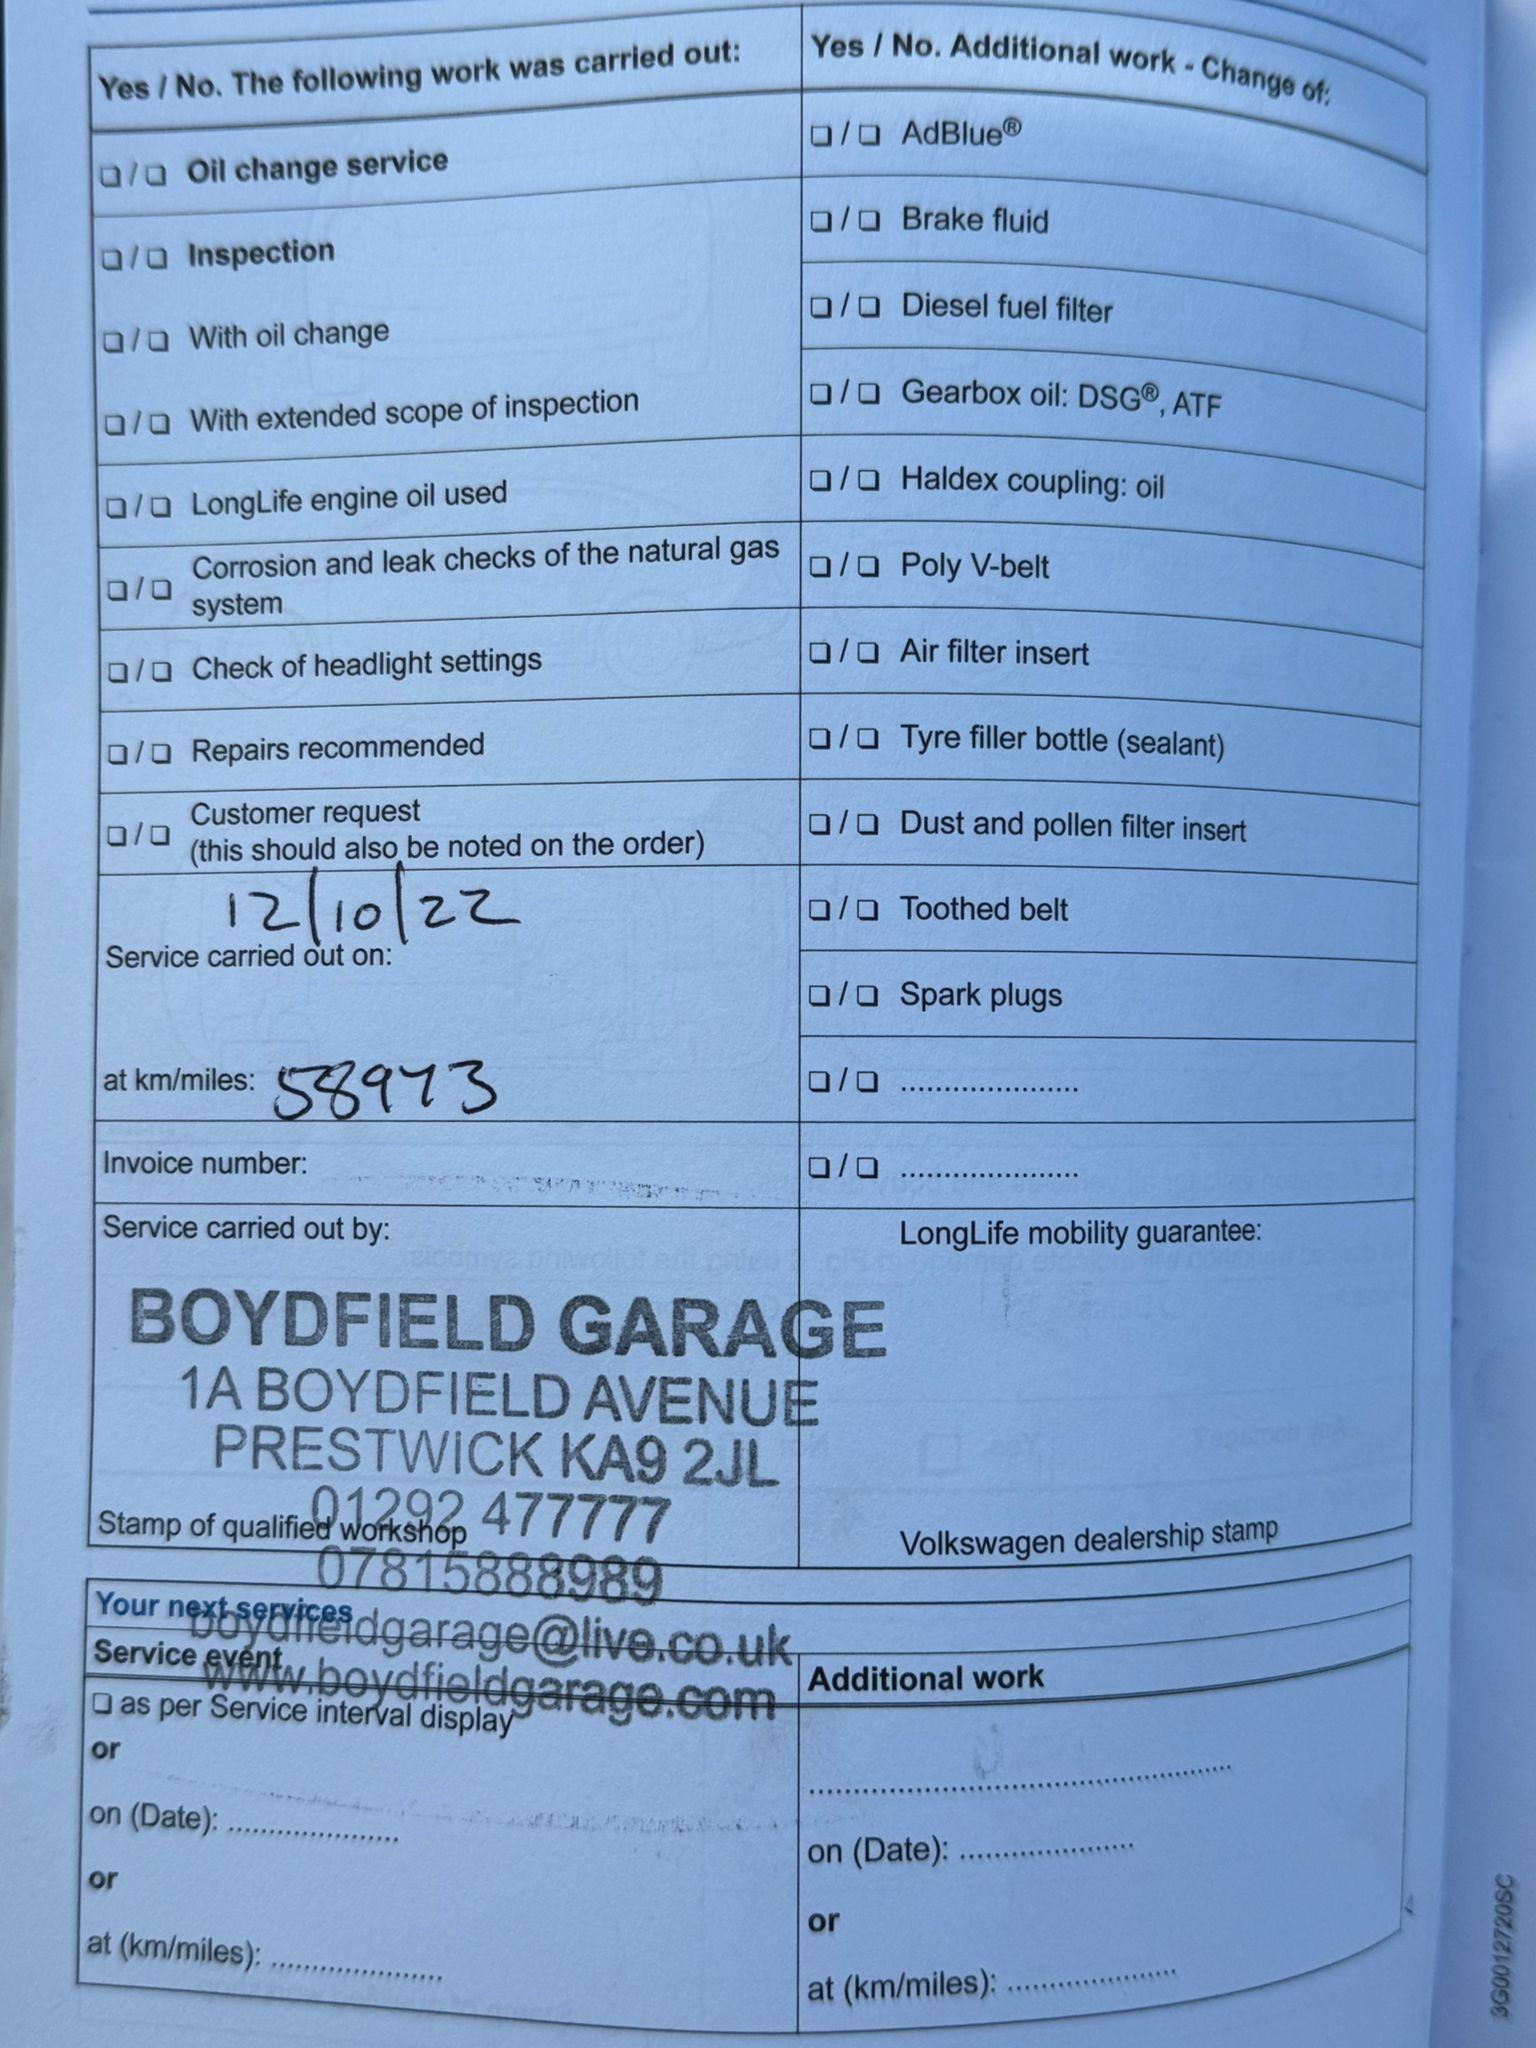 Yes / No. The following work was carried out:
❏ / ❏ Oil change service
❏ / ❏ Inspection
❏ / ❏ With oil change
❏ / ❏ With extended scope of inspection
❏ / ❏ LongLife engine oil used
❏ / ❏ Corrosion and leak checks of the natural gas
system
❏ / ❏ Check of headlight settings
❏ / ❏ Repairs recommended
❏ / ❏ Customer request
(this should also be noted on the order)
12/10/22
Service carried out on:
at km/miles: 58973
Invoice number:
Service carried out by:
BOYDFIELD GARAGE
1A BOYDFIELD AVENUE
PRESTWICK KA9 2JL
01292 477777
Stamp of qualified workshop
07815888989
Yes / No. Additional work - Change of:
❏ / ❏ AdBlue®
❏ / ❏ Brake fluid
❏ / ❏ Diesel fuel filter
❏ / ❏ Gearbox oil: DSG®, ATF
❏ / ❏ Haldex coupling: oil
❏ / ❏ Poly V-belt
❏ / ❏ Air filter insert
❏ / ❏ Tyre filler bottle (sealant)
❏ / ❏ Dust and pollen filter insert
❏ / ❏ Toothed belt
❏ / ❏ Spark plugs
❏ / ❏ ......................
❏ / ❏ ......................
LongLife mobility guarantee:
Volkswagen dealership stamp
Your next services
boydfieldgarage@live.co.uk
Service event
www.boydfieldgarage.com
❏ as per Service interval display
or
on (Date): .....................
or
at (km/miles): .....................
Additional work
.....................................................
on (Date): .....................
or
at (km/miles): .....................
3G0012720SC